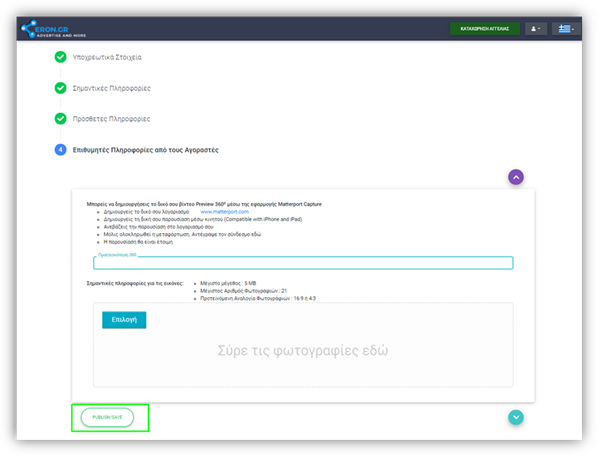 ERON.GR
ADVERTISE AND MORE
ΚΑΤΑΧΩΡΗΣΗ ΑΓΓΕΛΙΑΣ
Υποχρεωτικά Στοιχεία
Σημαντικές Πληροφορίες
Πρόσθετες Πληροφορίες
4 Επιθυμητές Πληροφορίες από τους Αγοραστές
Μπορείς να δημιουργήσεις το δικό σου βίντεο Preview 360º μέσω της εφαρμογής Matterport Capture
Δημιουργείς το δικό σου λογαριασμό www.matterport.com
Δημιουργείς τη δική σου παρουσίαση μέσω κινητού (Compatible with iPhone and iPad)
Ανεβάζεις την παρουσίαση στο λογαριασμό σου
Μόλις ολοκληρωθεί η μεταφόρτωση, Αντέγραψε τον σύνδεσμο εδώ
Η παρουσίαση θα είναι έτοιμη
Προεπισκόπηση 360
Σημαντικές πληροφορίες για τις εικόνες:
Μέγιστο μέγεθος : 5 MB
Μέγιστος Αριθμός Φωτογραφιών : 21
Προτεινόμενη Αναλογία Φωτογράφιών : 16:9 ή 4:3
Επιλογή
Σύρε τις φωτογραφίες εδώ
PUBLISH/SAVE